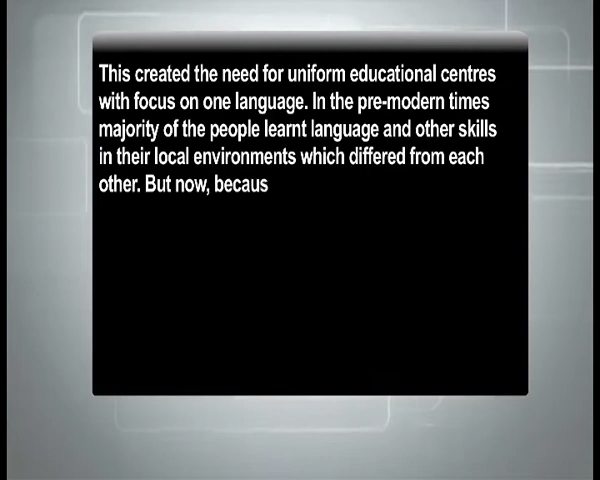 This created the need for uniform educational centres
with focus on one language. In the pre-modern times
majority of the people learnt language and other skills
in their local environments which differed from each
other. But now, becaus